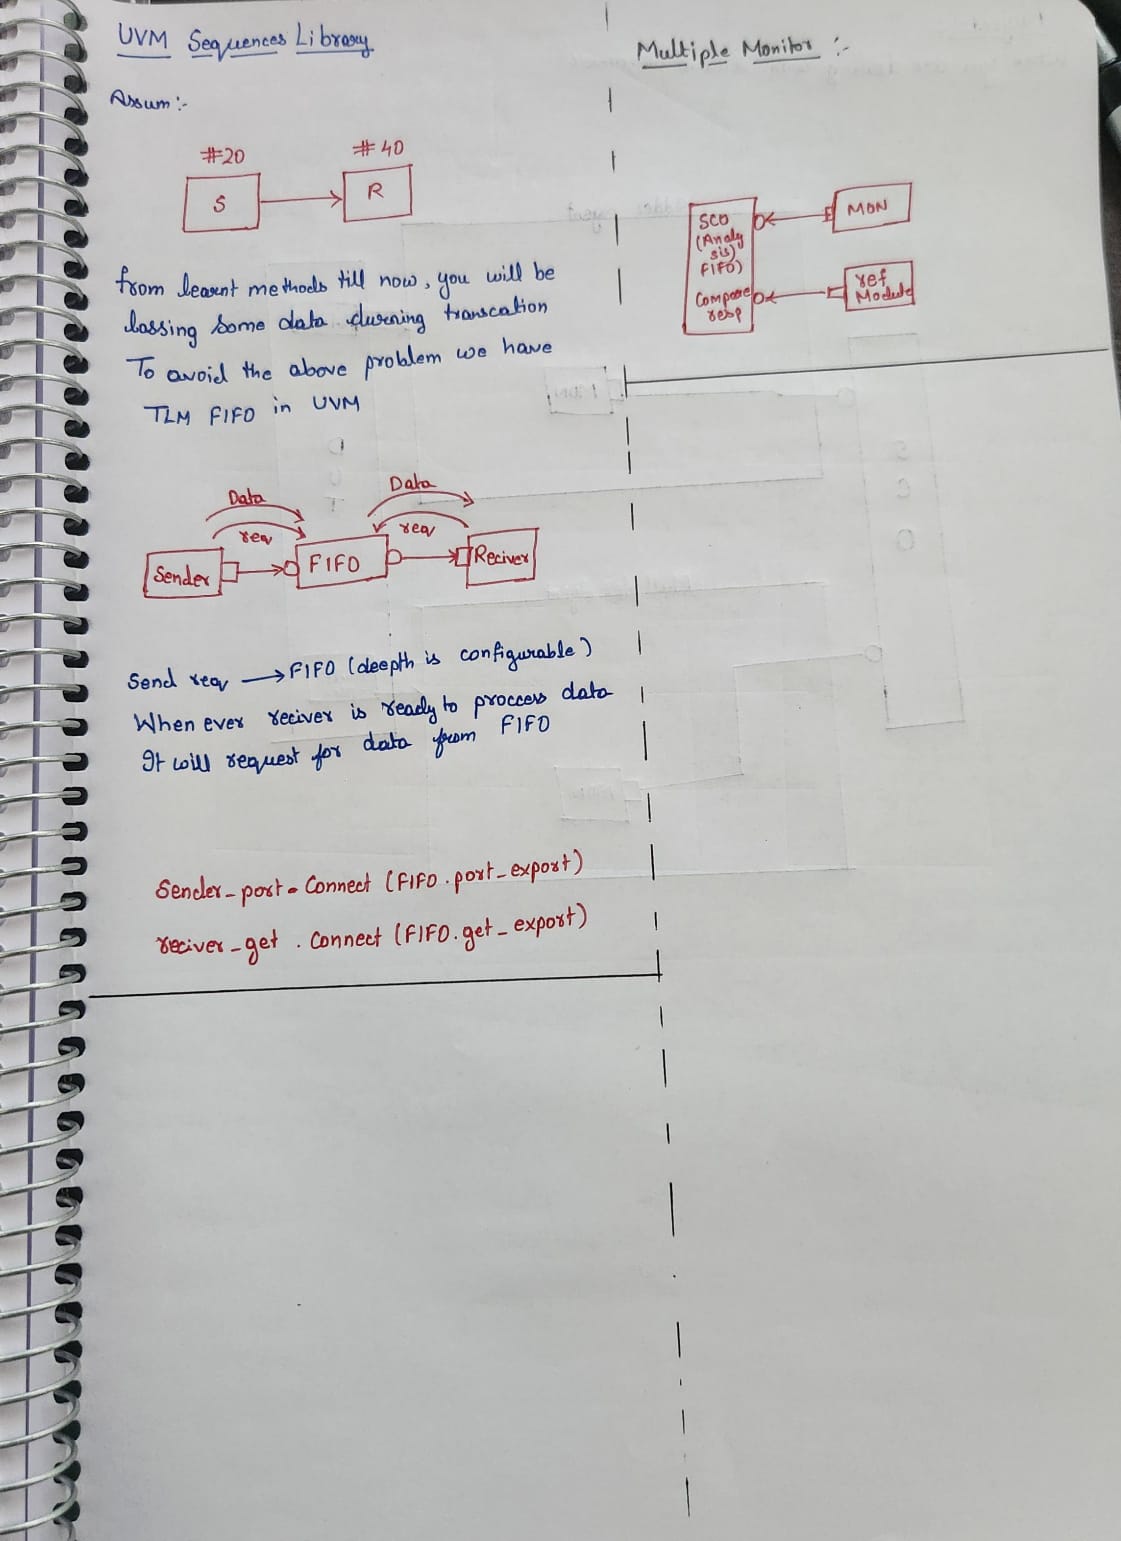 UVM Sequences Library
Assum :-
#20
#40
S
R
from learnt methods till now, you will be
lossing some data durning transcation
To avoid the above problem we have
TLM FIFO in UVM
Data
Data
req
req
Sender
FIFO
Reciver
Send req → FIFO (deepth is configurable)
When ever reciver is ready to proccess data
It will request for data from FIFO
Sender_port . Connect (FIFO . port_export)
reciver_get . Connect (FIFO. get_export)
Multiple Monitor :-
SCO
(Analy
sis)
FIFO)
Compare
resp
MON
ref
Module